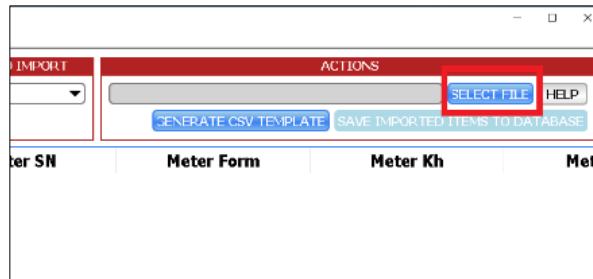 IMPORT ACTIONS
SELECT FILE HELP
GENERATE CSV TEMPLATE SAVE IMPORTED ITEMS TO DATABASE
ter SN Meter Form Meter Kh Met